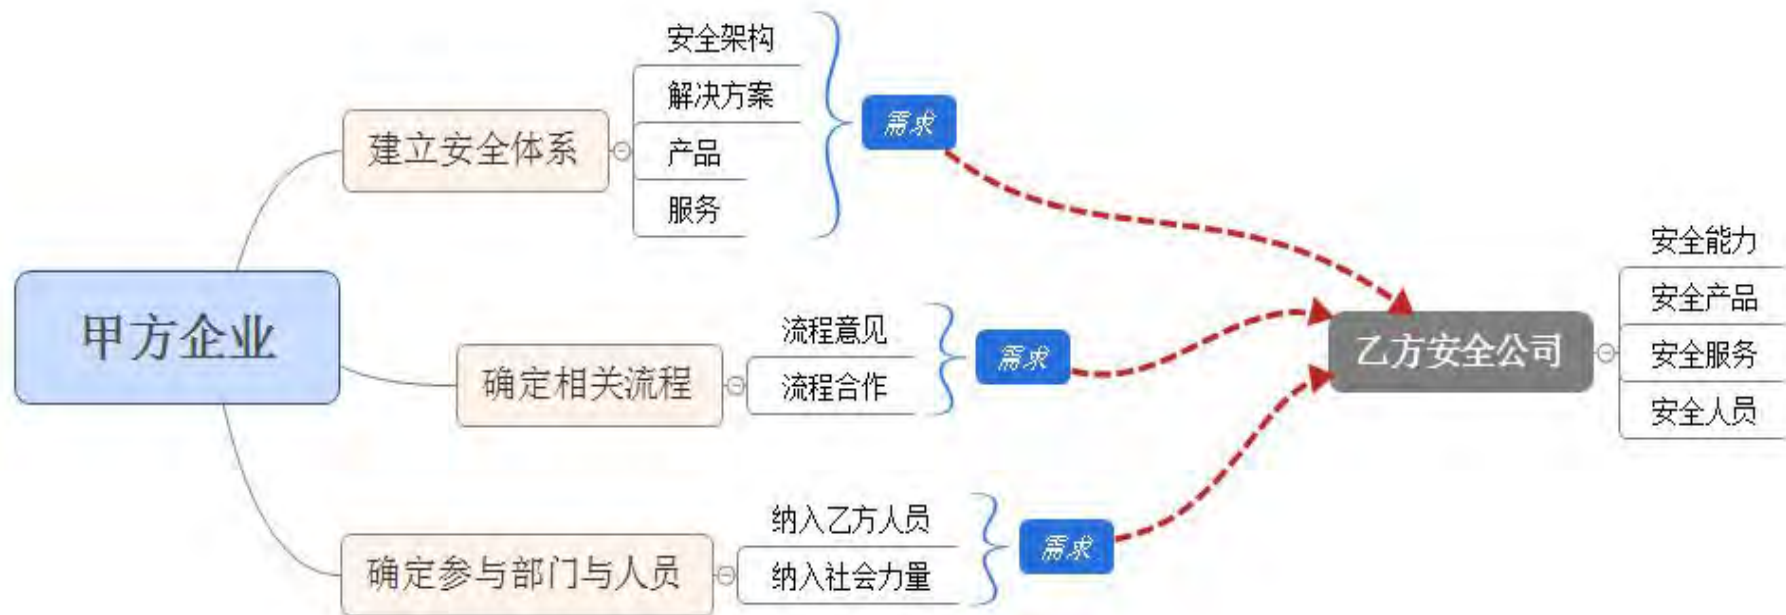 甲方企业
建立安全体系
安全架构
解决方案
产品
服务
需求
确定相关流程
流程意见
流程合作
需求
确定参与部门与人员
纳入乙方人员
纳入社会力量
需求
乙方安全公司
安全能力
安全产品
安全服务
安全人员